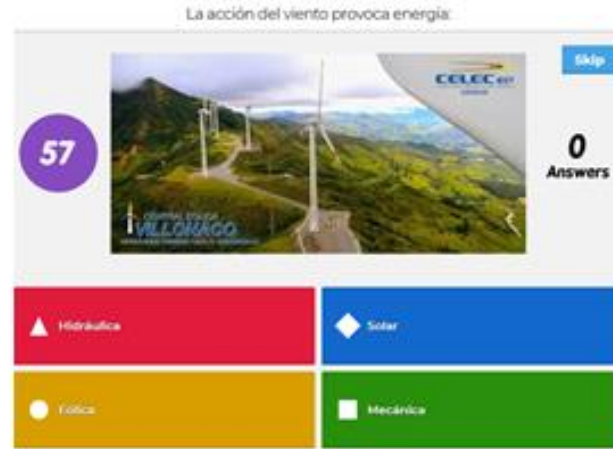 La acción del viento provoca energía:
Skip
57
CELEC EP
0
Answers
CENTRAL EÓLICA
VILLONACO
Hidráulica
Solar
Eólica
Mecánica